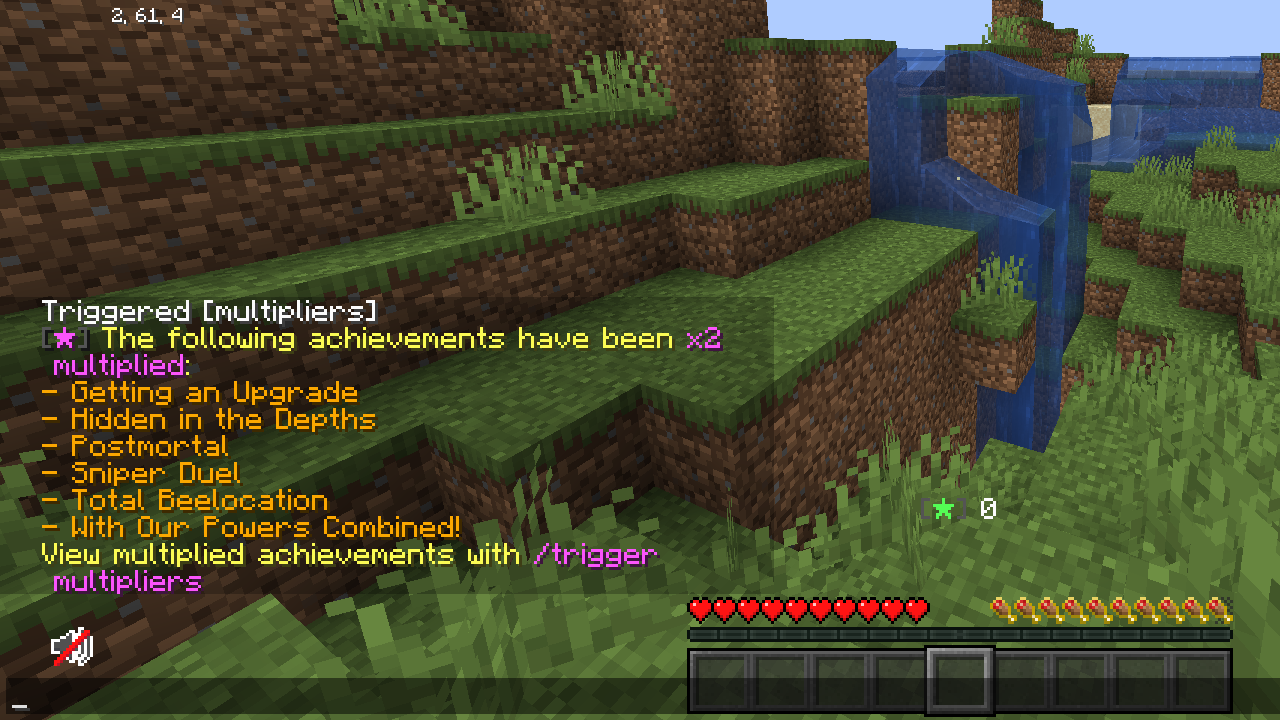 2, 61, 4
Triggered [multipliers]
[★] The following achievements have been x2
multiplied:
- Getting an Upgrade
- Hidden in the Depths
- Postmortal
- Sniper Duel
- Total Beelocation
- With Our Powers Combined!
View multiplied achievements with /trigger
multipliers
[★] 0
_